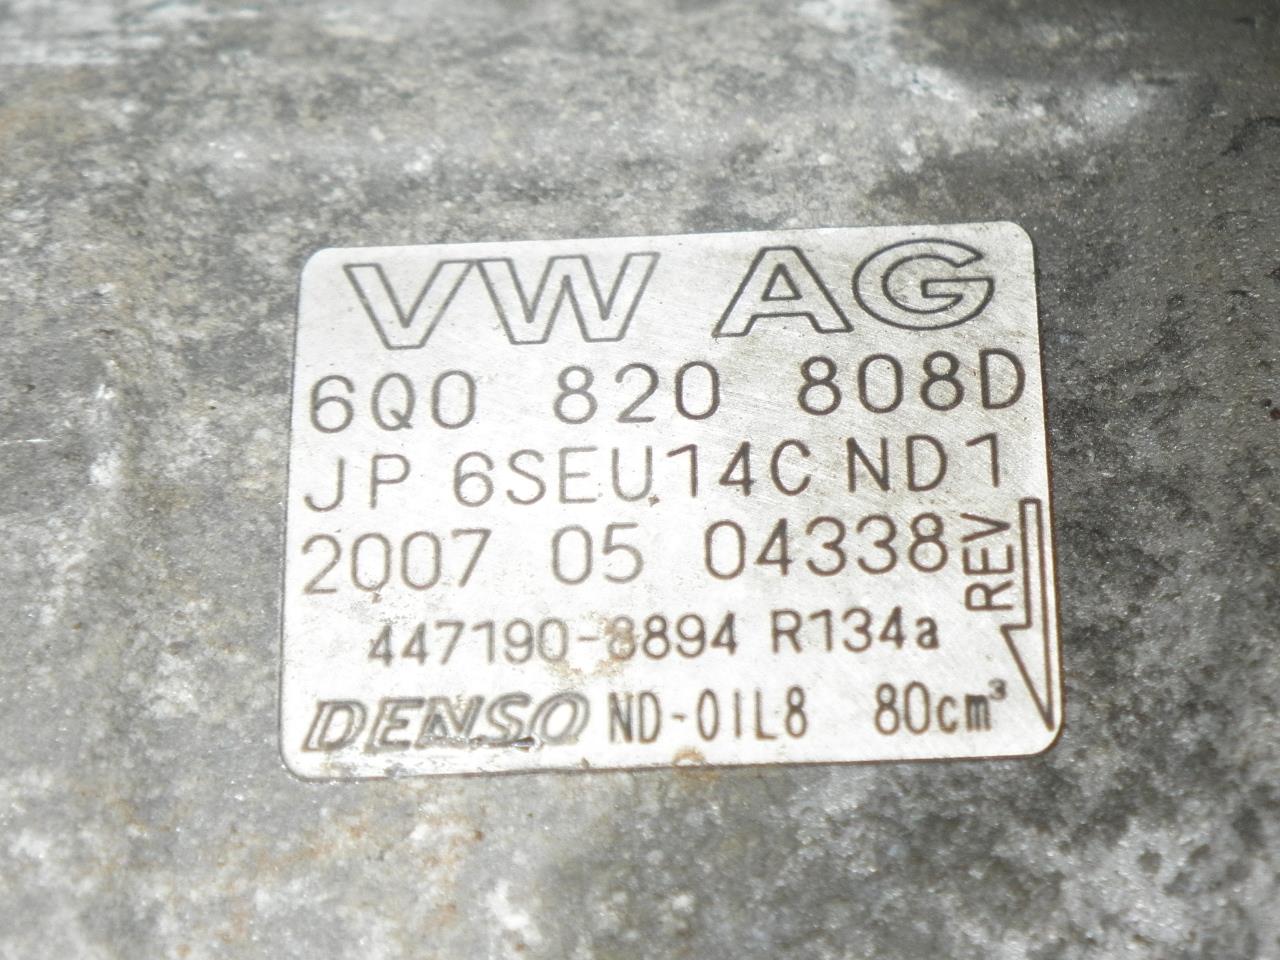 VW AG
6Q0 820 808D
JP 6SEU14C ND1
2007 05 04338
REV
447190-8894 R134a
DENSO ND-OIL8 80cm³